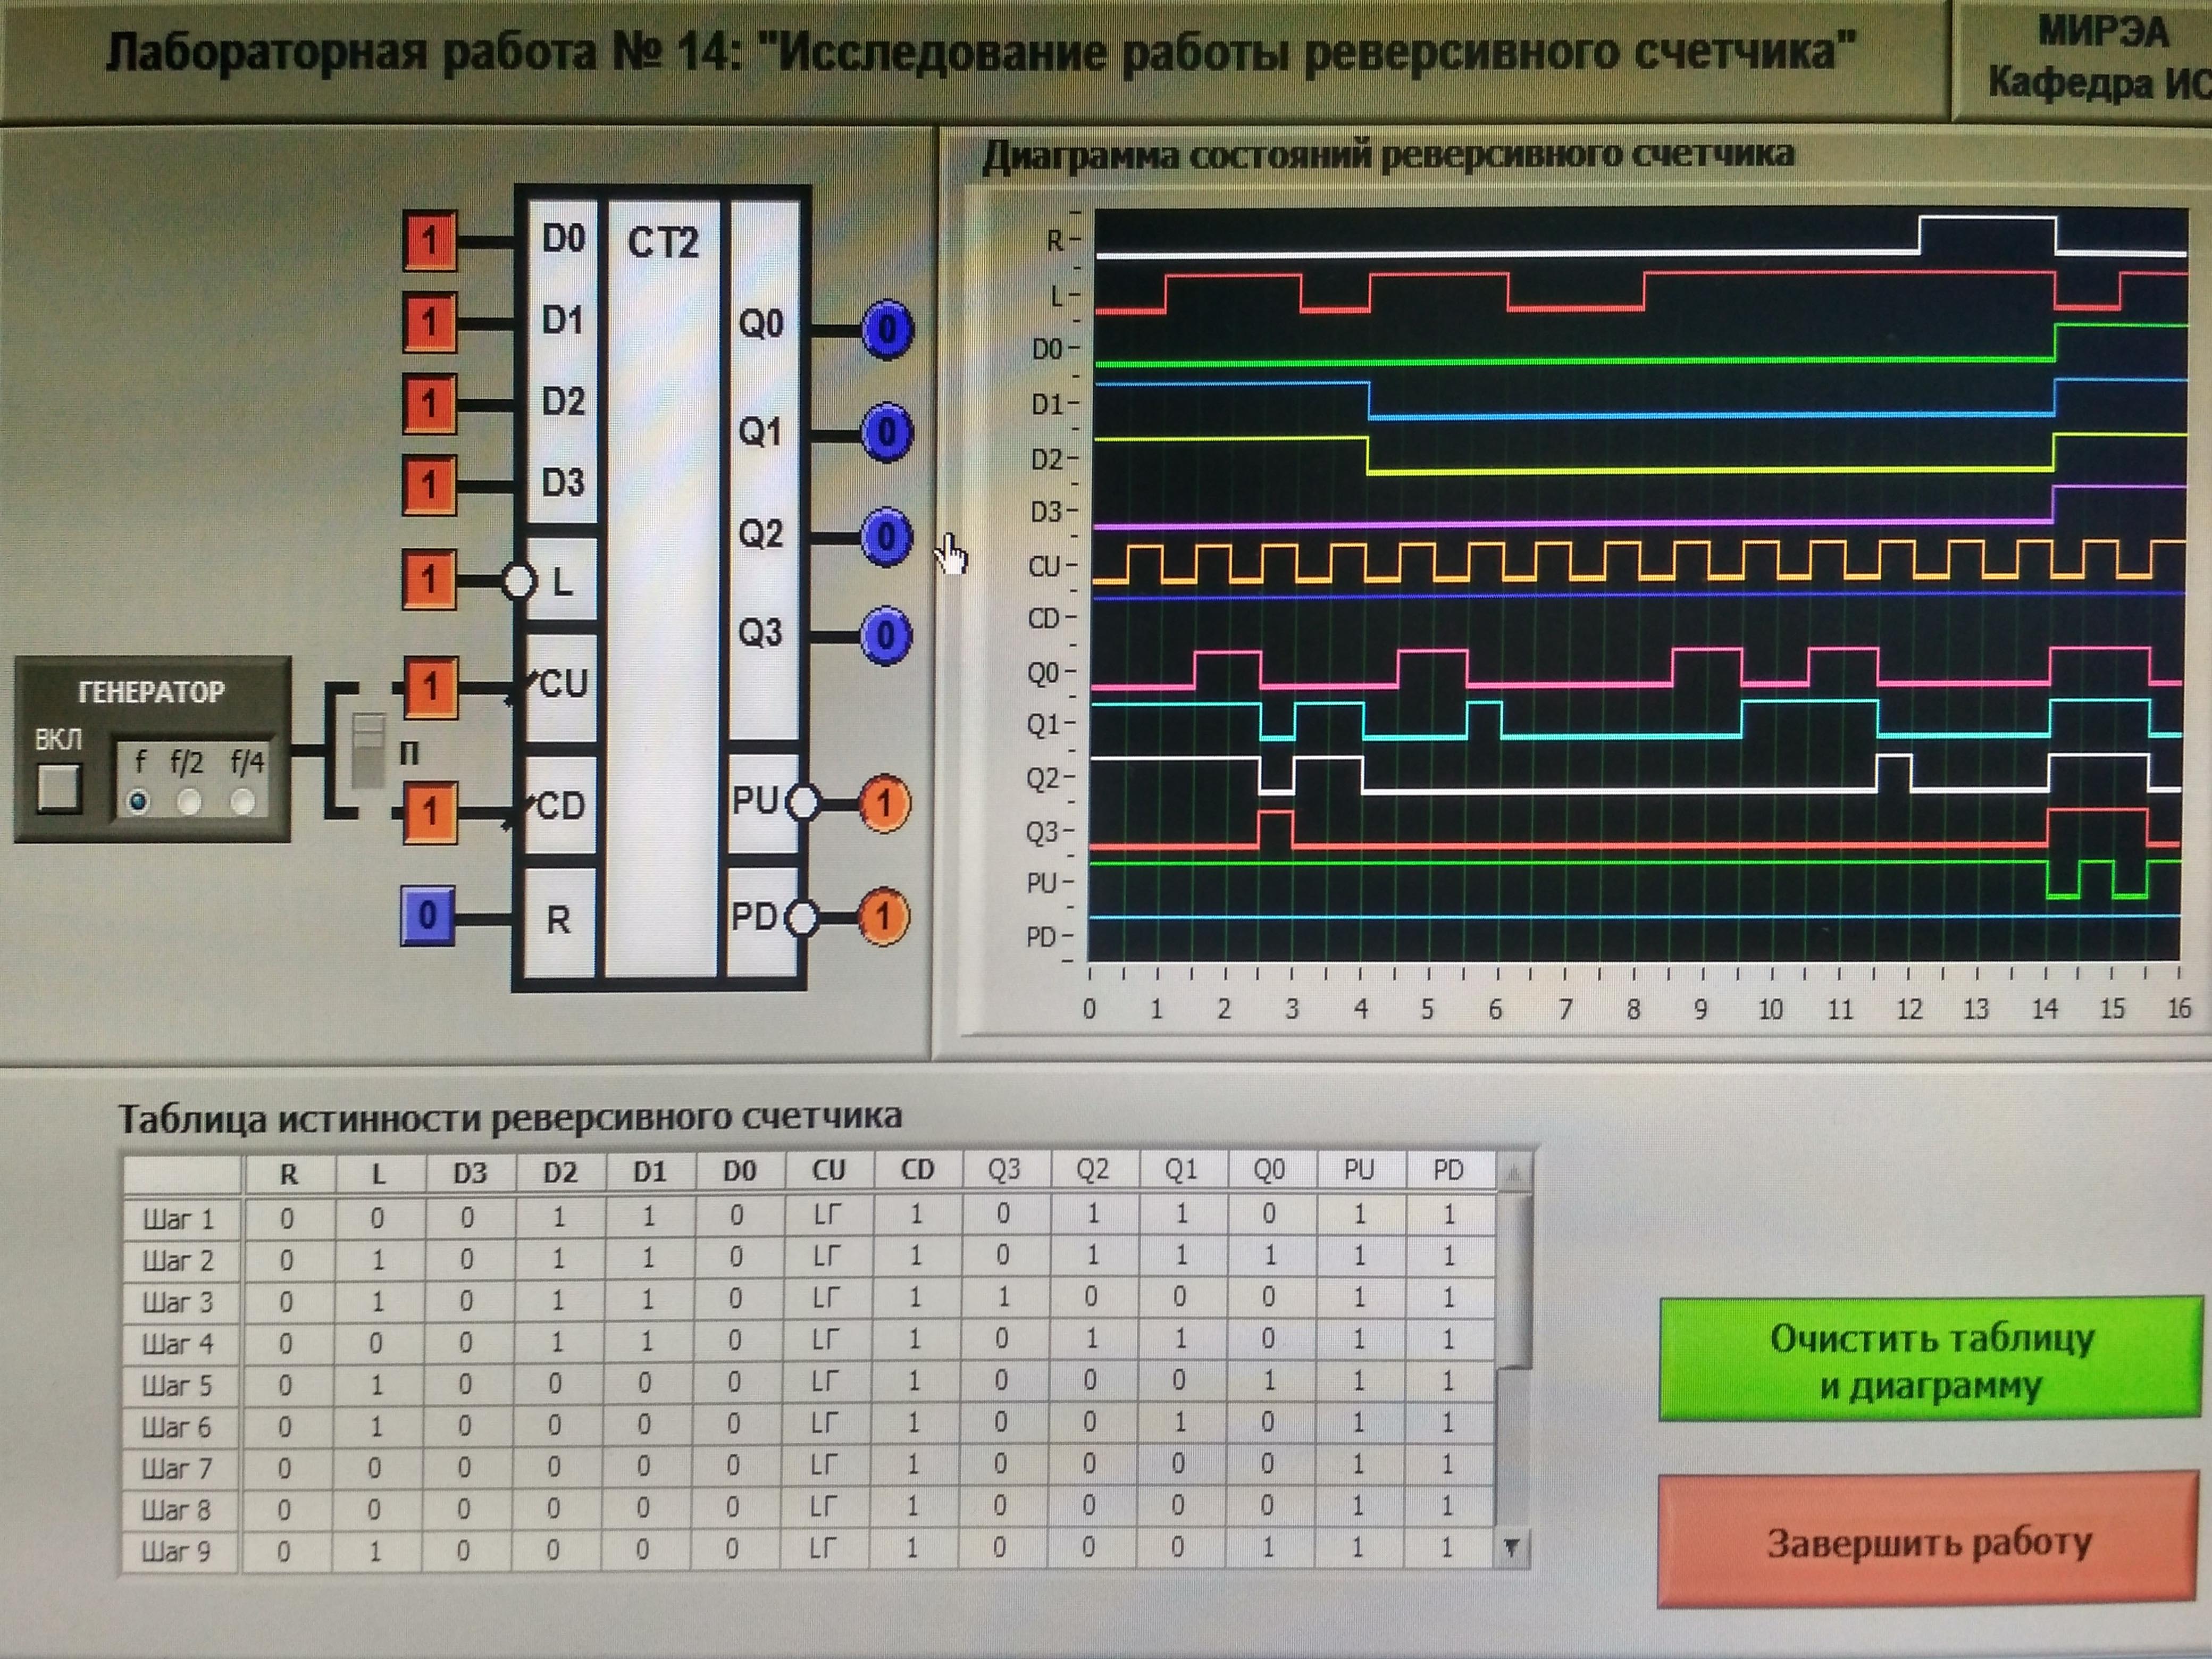 Лабораторная работа № 14: "Исследование работы реверсивного счетчика"
МИРЭА
Кафедра ИС
D0 1
D1 1
D2 1
D3 1
L 1
CU 1
CD 1
R 0
CT2
Q0 0
Q1 0
Q2 0
Q3 0
PU 1
PD 1
ГЕНЕРАТОР
ВКЛ
f f/2 f/4
П
Диаграмма состояний реверсивного счетчика
R
L
D0
D1
D2
D3
CU
CD
Q0
Q1
Q2
Q3
PU
PD
0 1 2 3 4 5 6 7 8 9 10 11 12 13 14 15 16
Таблица истинности реверсивного счетчика
R L D3 D2 D1 D0 CU CD Q3 Q2 Q1 Q0 PU PD
Шаг 1 0 0 0 1 1 0 LГ 1 0 1 1 0 1 1
Шаг 2 0 1 0 1 1 0 LГ 1 0 1 1 1 1 1
Шаг 3 0 1 0 1 1 0 LГ 1 1 0 0 0 1 1
Шаг 4 0 0 0 1 1 0 LГ 1 0 1 1 0 1 1
Шаг 5 0 1 0 0 0 0 LГ 1 0 0 0 1 1 1
Шаг 6 0 1 0 0 0 0 LГ 1 0 0 1 0 1 1
Шаг 7 0 0 0 0 0 0 LГ 1 0 0 0 0 1 1
Шаг 8 0 0 0 0 0 0 LГ 1 0 0 0 0 1 1
Шаг 9 0 1 0 0 0 0 LГ 1 0 0 0 1 1 1
Очистить таблицу
и диаграмму
Завершить работу